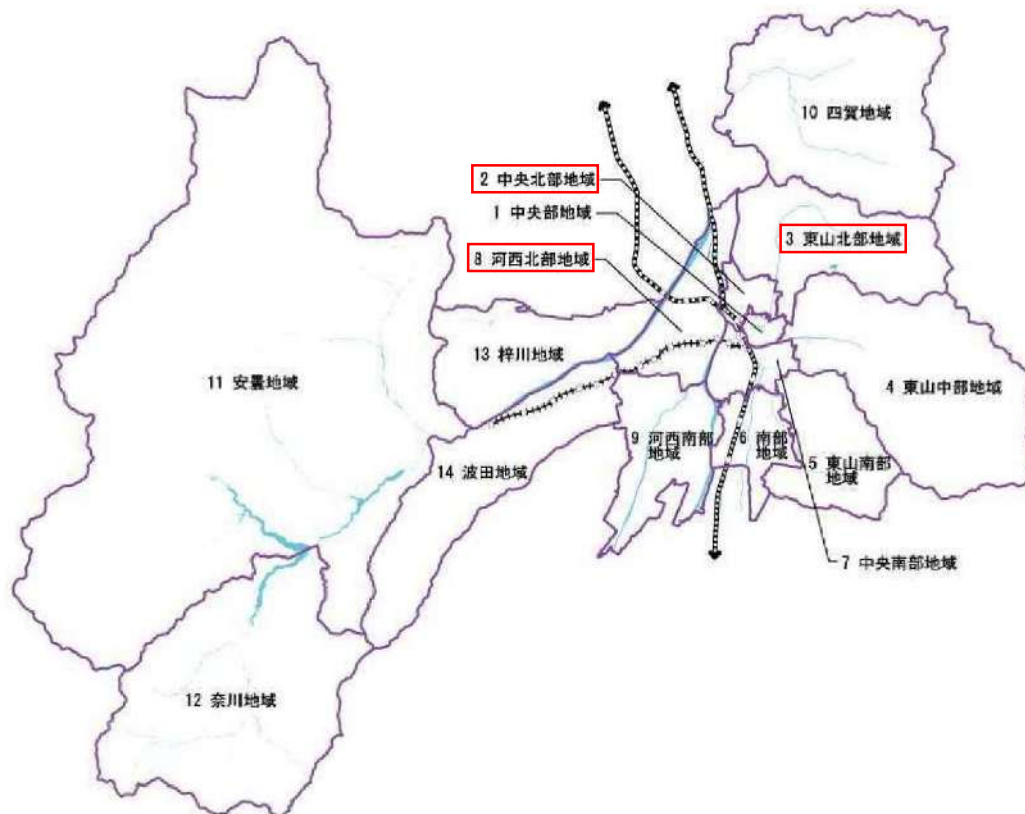 10 四賀地域
2 中央北部地域
1 中央部地域
3 東山北部地域
8 河西北部地域
13 梓川地域
11 安曇地域
4 東山中部地域
9 河西南部
地域
6 南部
地域
5 東山南部
地域
14 波田地域
7 中央南部地域
12 奈川地域